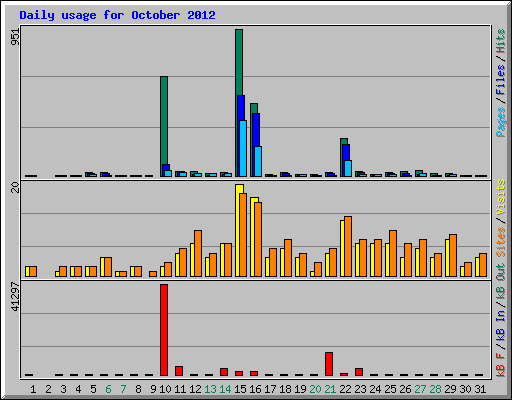 Daily usage for October 2012
951
Pages / Files / Hits
20
Sites / Visits
41297
kB F / kB In / kB Out
1 2 3 4 5 6 7 8 9 10 11 12 13 14 15 16 17 18 19 20 21 22 23 24 25 26 27 28 29 30 31